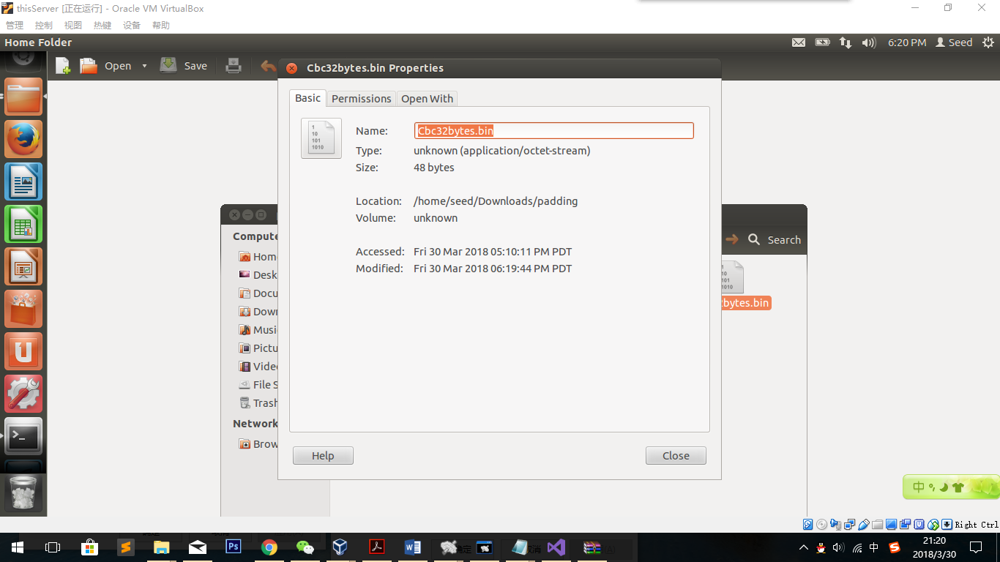 thisServer [正在运行] - Oracle VM VirtualBox
管理 控制 视图 热键 设备 帮助
Home Folder 6:20 PM Seed
Open Save
Cbc32bytes.bin Properties
Basic Permissions Open With
1
10
101
1010
Name: Cbc32bytes.bin
Type: unknown (application/octet-stream)
Size: 48 bytes
Location: /home/seed/Downloads/padding
Volume: unknown
Accessed: Fri 30 Mar 2018 05:10:11 PM PDT
Modified: Fri 30 Mar 2018 06:19:44 PM PDT
Help Close
Compute
Home
Desk
Docu
Down
Musi
Pictu
Video
File S
Trash
Network
Brow
Search
10
101
1010
2bytes.bin
中
Right Ctrl
Ps
W
中
21:20
2018/3/30